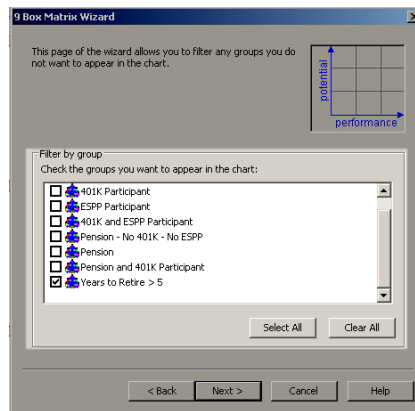 9 Box Matrix Wizard
This page of the wizard allows you to filter any groups you do
not want to appear in the chart.
potential
performance
Filter by group
Check the groups you want to appear in the chart:
401K Participant
ESPP Participant
401K and ESPP Participant
Pension - No 401K - No ESPP
Pension
Pension and 401K Participant
Years to Retire > 5
Select All
Clear All
< Back
Next >
Cancel
Help